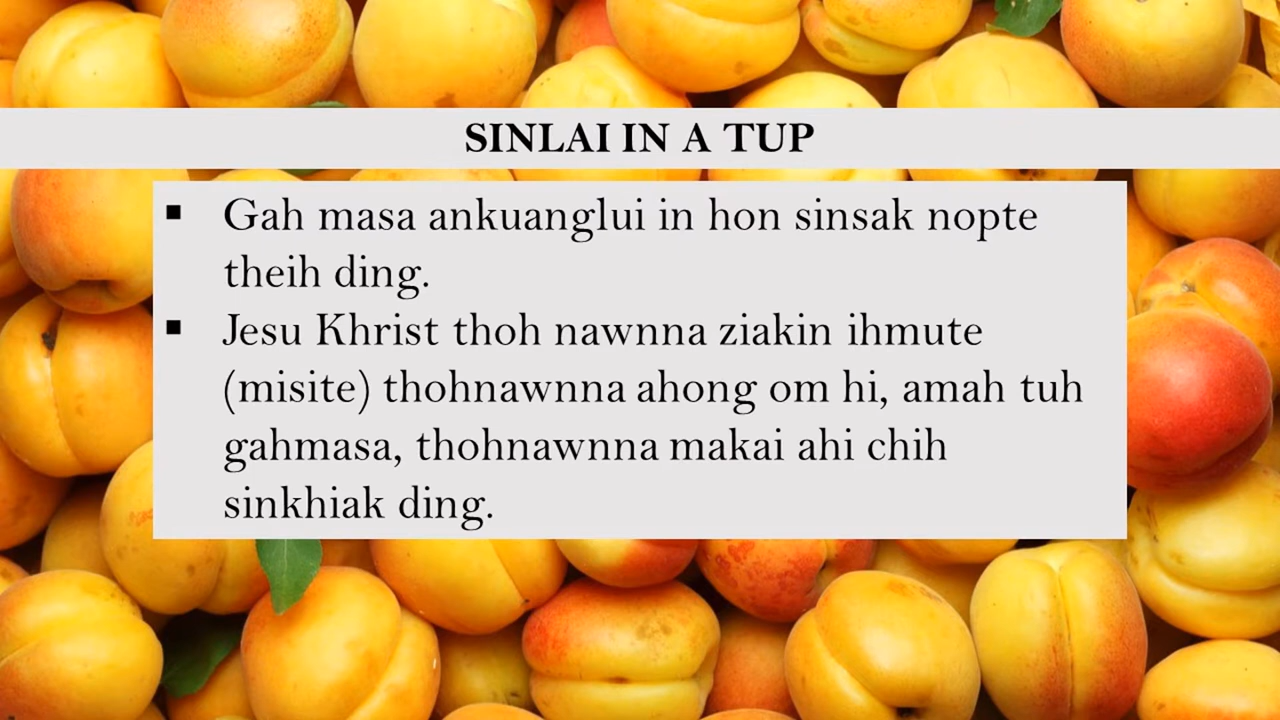 SINLAI IN A TUP
▪ Gah masa ankuanglui in hon sinsak nopte
theih ding.
▪ Jesu Khrist thoh nawnna ziakin ihmute
(misite) thohnawnna ahong om hi, amah tuh
gahmasa, thohnawnna makai ahi chih
sinkhiak ding.